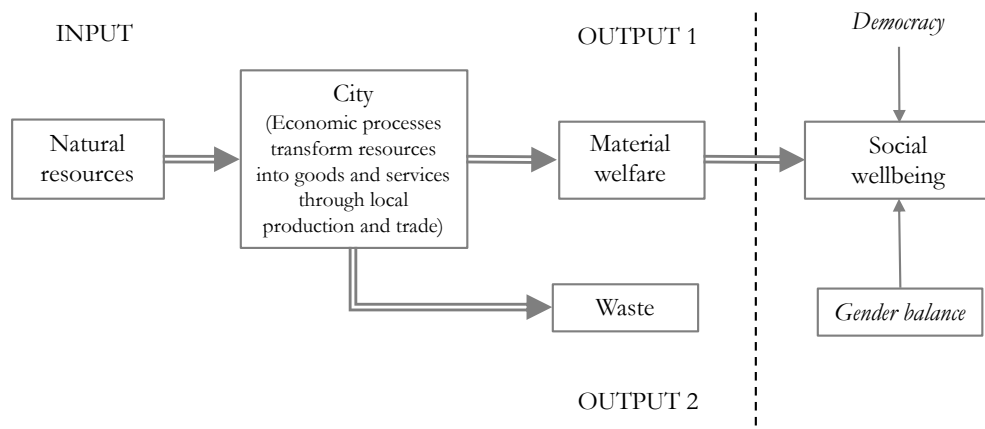 INPUT
OUTPUT 1
Democracy
Natural
resources
City
(Economic processes
transform resources
into goods and services
through local
production and trade)
Material
welfare
Social
wellbeing
Waste
Gender balance
OUTPUT 2